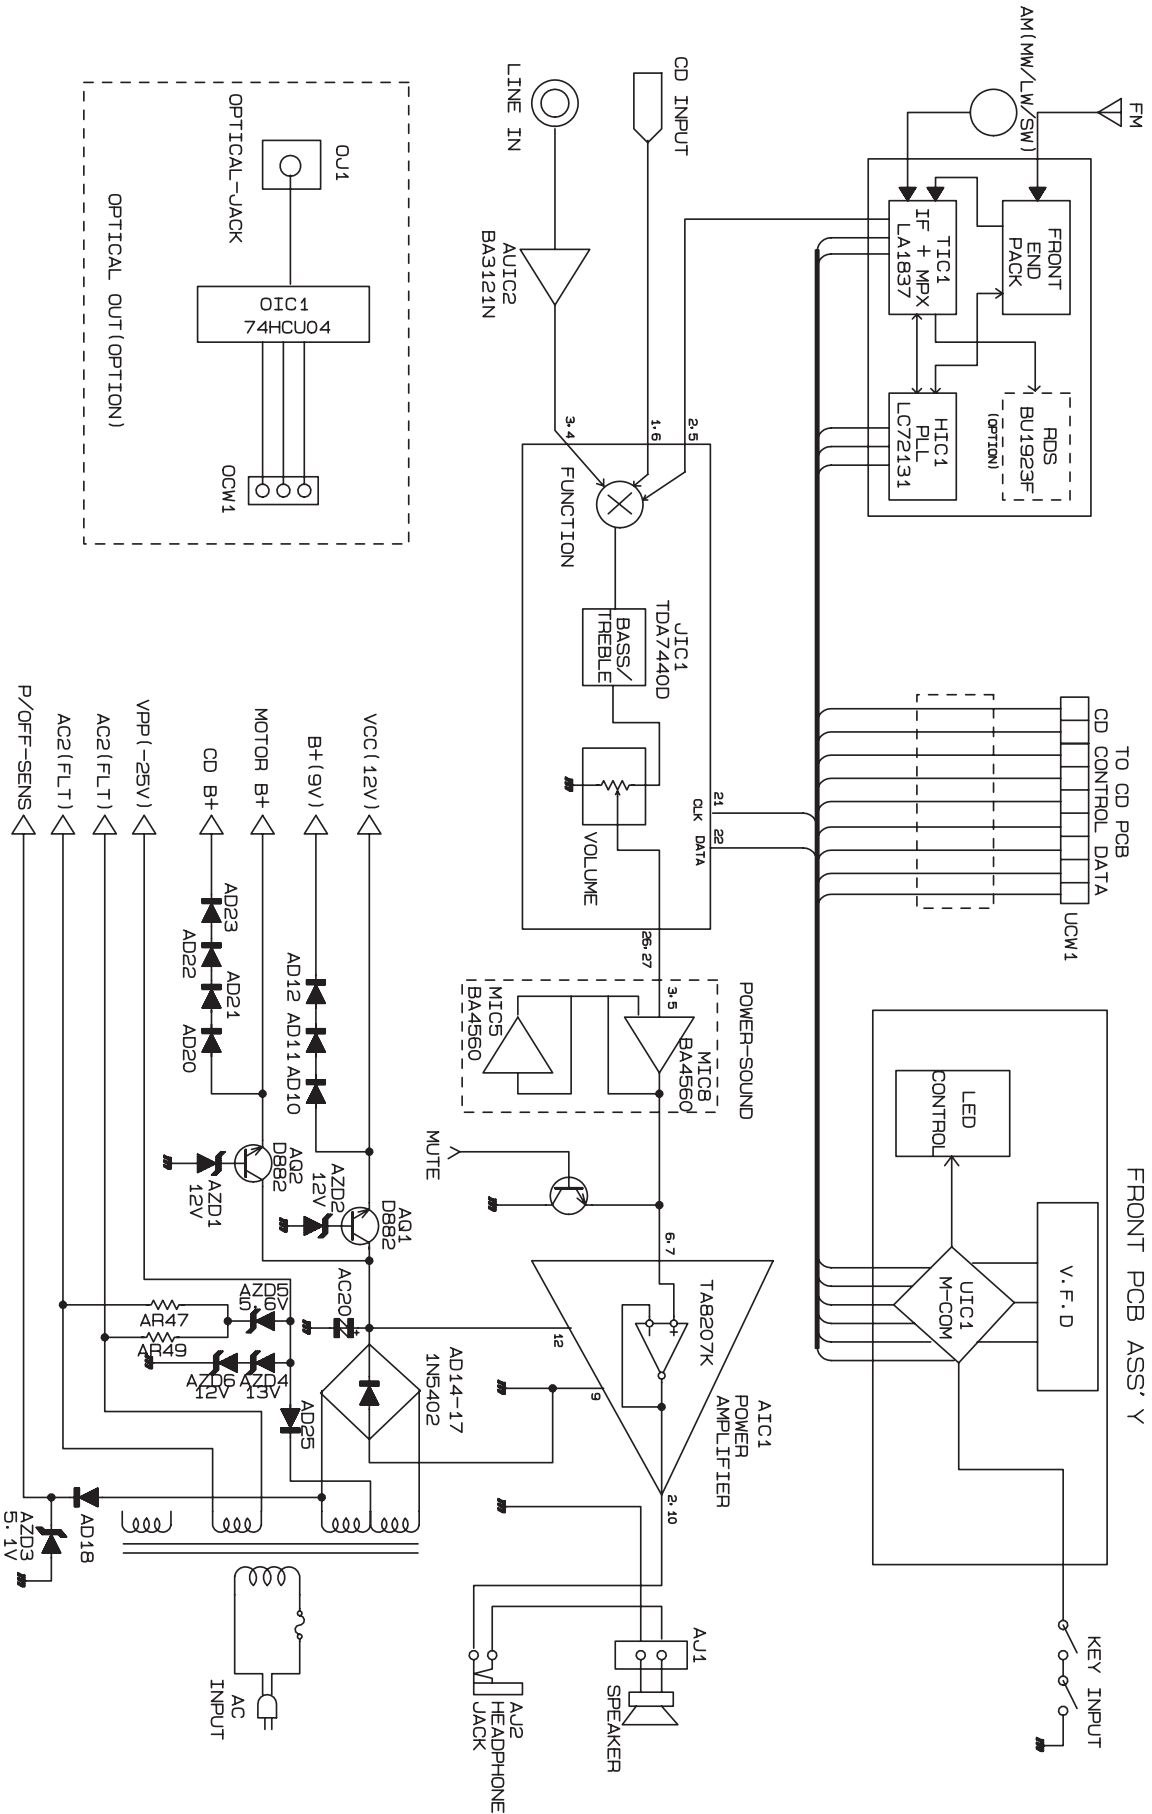 FM
AM(MW/LW/SW)
FRONT
END
PACK
TIC1
IF + MPX
LA1837
RDS
BU1923F
(OPTION)
HIC1
PLL
LC72131
CD INPUT
LINE IN
AUIC2
BA3121N
2,5
1,6
3,4
FUNCTION
JIC1
TDA7440D
BASS/
TREBLE
VOLUME
21
CLK
22
DATA
26,27
TO CD PCB
CD CONTROL DATA
UCW1
FRONT PCB ASS'Y
LED
CONTROL
V.F.D
UIC1
M-COM
KEY INPUT
POWER-SOUND
3,5
MIC8
BA4560
MIC5
BA4560
MUTE
6,7
TA8207K
12
9
AIC1
POWER
AMPLIFIER
2,10
AJ1
SPEAKER
AJ2
HEADPHONE
JACK
OPTICAL-JACK
OJ1
OIC1
74HCU04
OCW1
OPTICAL OUT(OPTION)
VCC(12V)
B+(9V)
MOTOR B+
CD B+
VPP(-25V)
AC2(FLT)
AC2(FLT)
P/OFF-SENS
AD12
AD11
AD10
AD23
AD22
AD21
AD20
AQ1
D882
AZD2
12V
AQ2
D882
AZD1
12V
AC20
+
AD14-17
1N5402
AZD5
5.6V
AR47
AR49
AZD6
12V
AZD4
13V
AD25
AD18
AZD3
5.1V
AC
INPUT